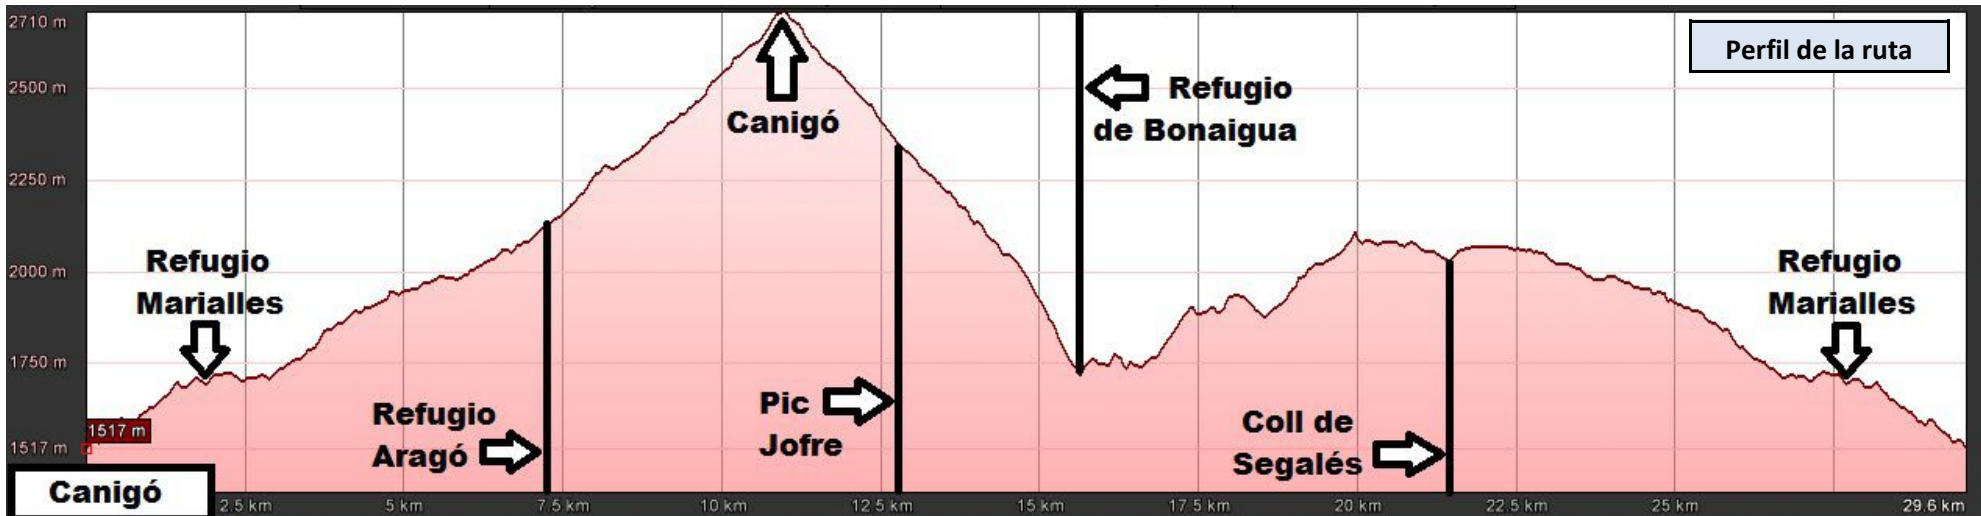 2710 m
Perfil de la ruta
2500 m
Refugio
de Bonaigua
Canigó
2250 m
Refugio
Marialles
2000 m
Refugio
Marialles
1750 m
Refugio
Aragó
Pic
Jofre
Coll de
Segalés
1517 m
1517 m
Canigó
2.5 km
5 km
7.5 km
10 km
12.5 km
15 km
17.5 km
20 km
22.5 km
25 km
29.6 km